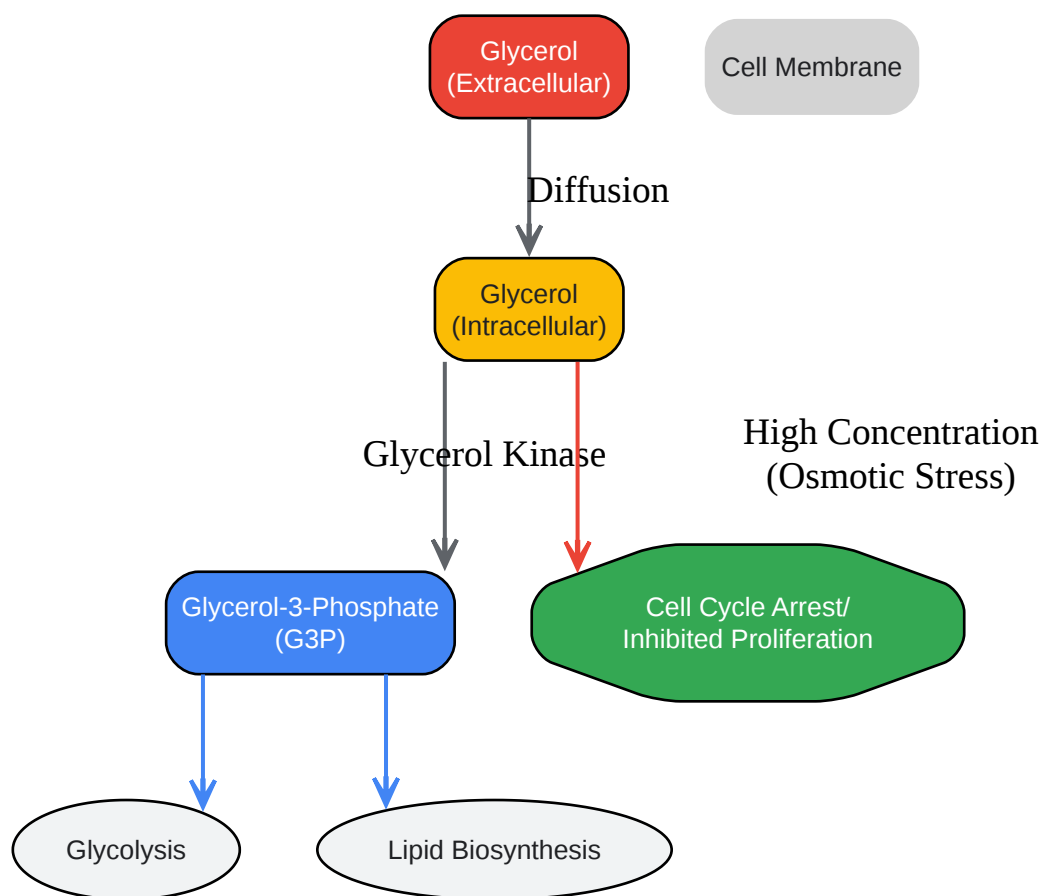 Glycerol
(Extracellular)
Cell Membrane
Diffusion
Glycerol
(Intracellular)
Glycerol Kinase
High Concentration
(Osmotic Stress)
Glycerol-3-Phosphate
(G3P)
Cell Cycle Arrest/
Inhibited Proliferation
Glycolysis
Lipid Biosynthesis